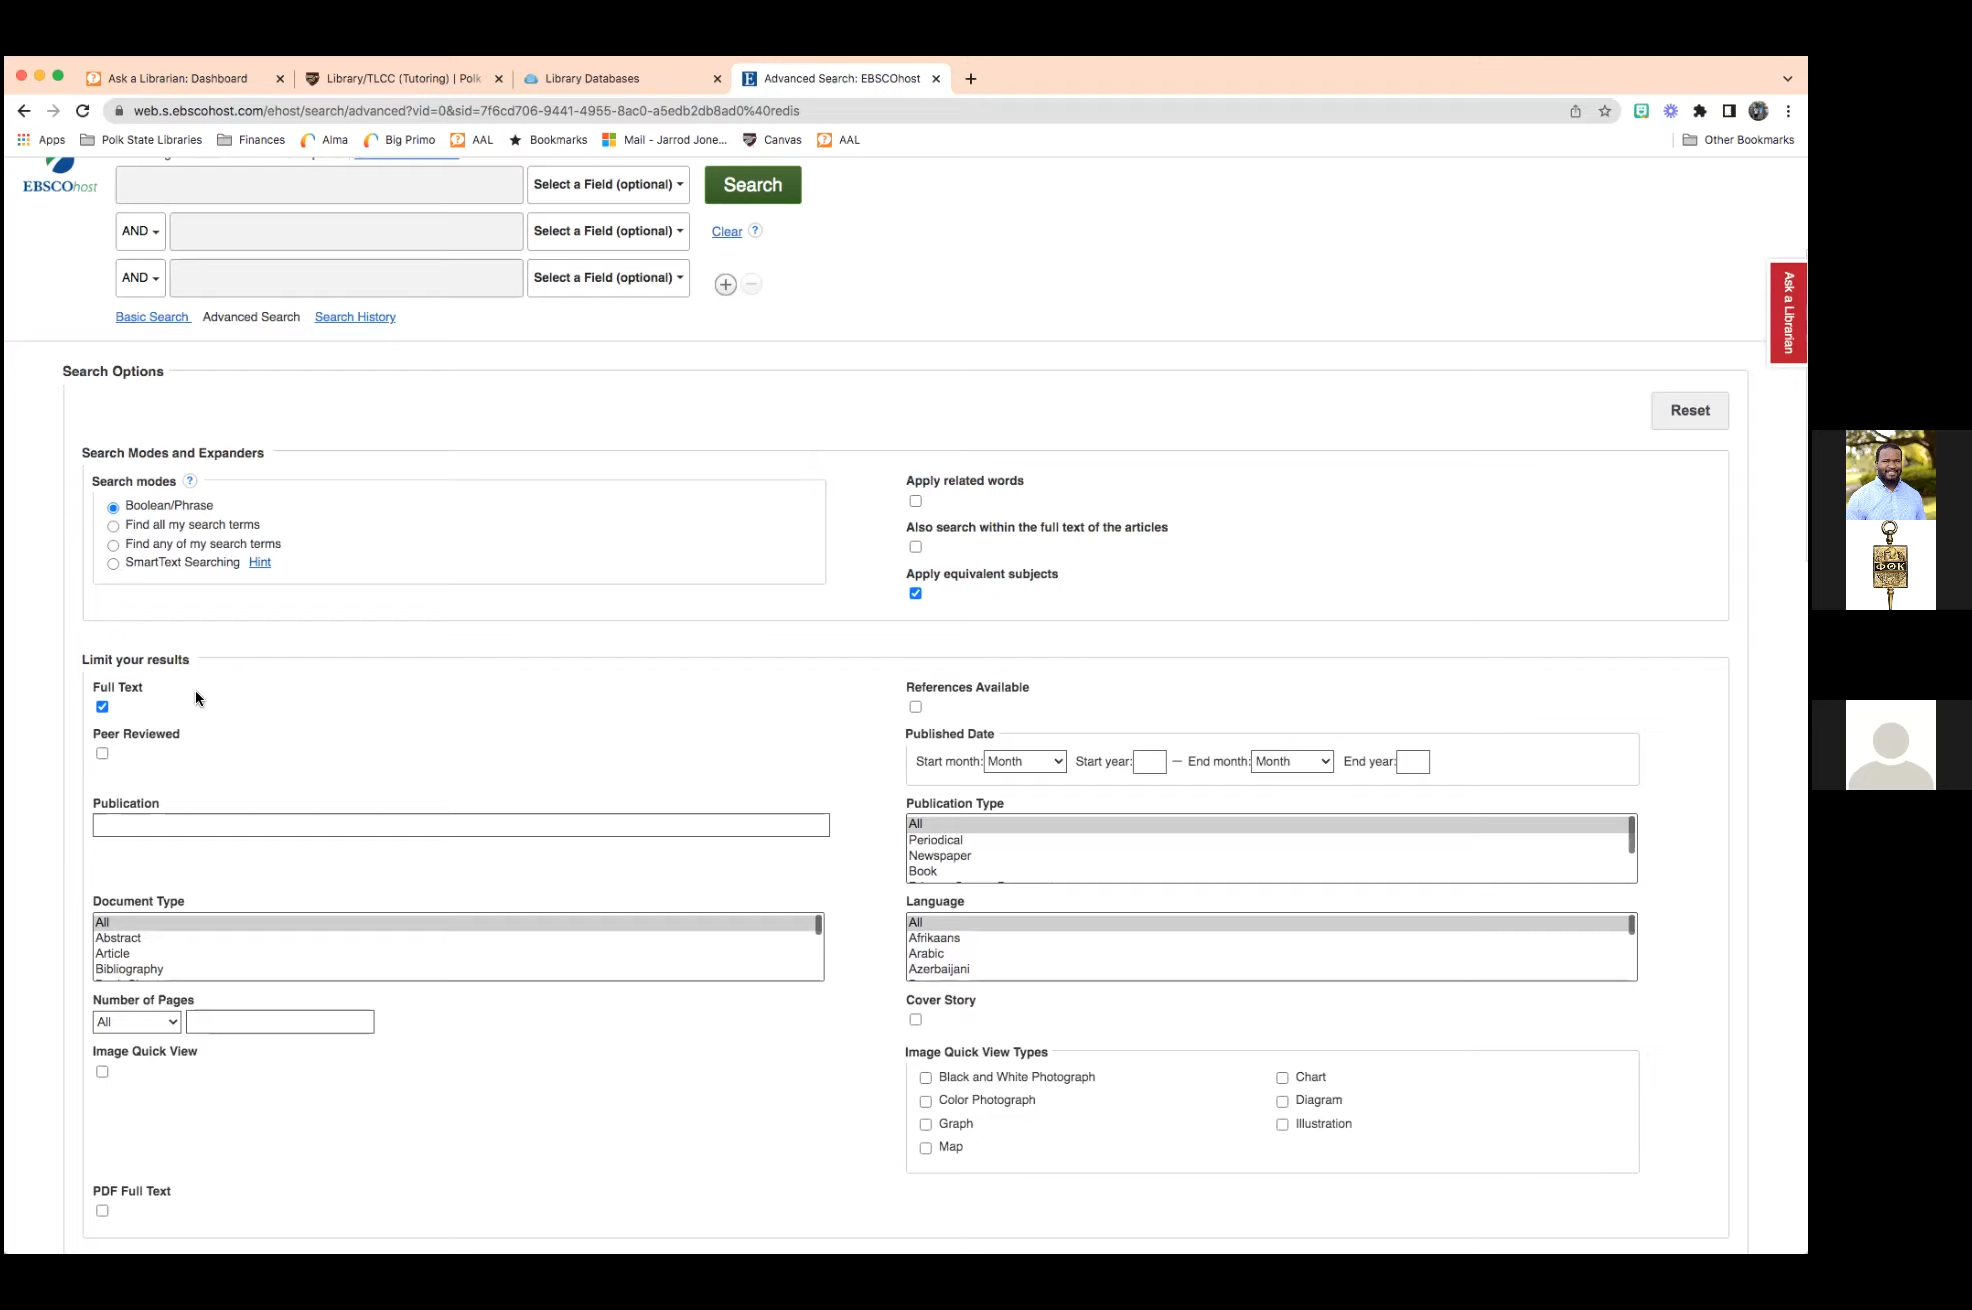 Ask a Librarian: Dashboard
Library/TLCC (Tutoring) | Polk
Library Databases
Advanced Search: EBSCOhost
web.s.ebscohost.com/ehost/search/advanced?vid=0&sid=7f6cd706-9441-4955-8ac0-a5edb2db8ad0%40redis
Apps Polk State Libraries Finances Alma Big Primo AAL Bookmarks Mail - Jarrod Jone... Canvas AAL Other Bookmarks
EBSCOhost
Select a Field (optional) Search
AND Select a Field (optional) Clear ?
AND Select a Field (optional)
Basic Search Advanced Search Search History
Ask a Librarian
Search Options
Reset
Search Modes and Expanders
Search modes ?
Boolean/Phrase
Find all my search terms
Find any of my search terms
SmartText Searching Hint
Apply related words
Also search within the full text of the articles
Apply equivalent subjects
Limit your results
Full Text
References Available
Peer Reviewed
Published Date
Start month: Month Start year: – End month: Month End year:
Publication
Publication Type
All
Periodical
Newspaper
Book
Document Type
All
Abstract
Article
Bibliography
Language
All
Afrikaans
Arabic
Azerbaijani
Number of Pages
All
Cover Story
Image Quick View
Image Quick View Types
Black and White Photograph
Chart
Color Photograph
Diagram
Graph
Illustration
Map
PDF Full Text
ΦΘΚ